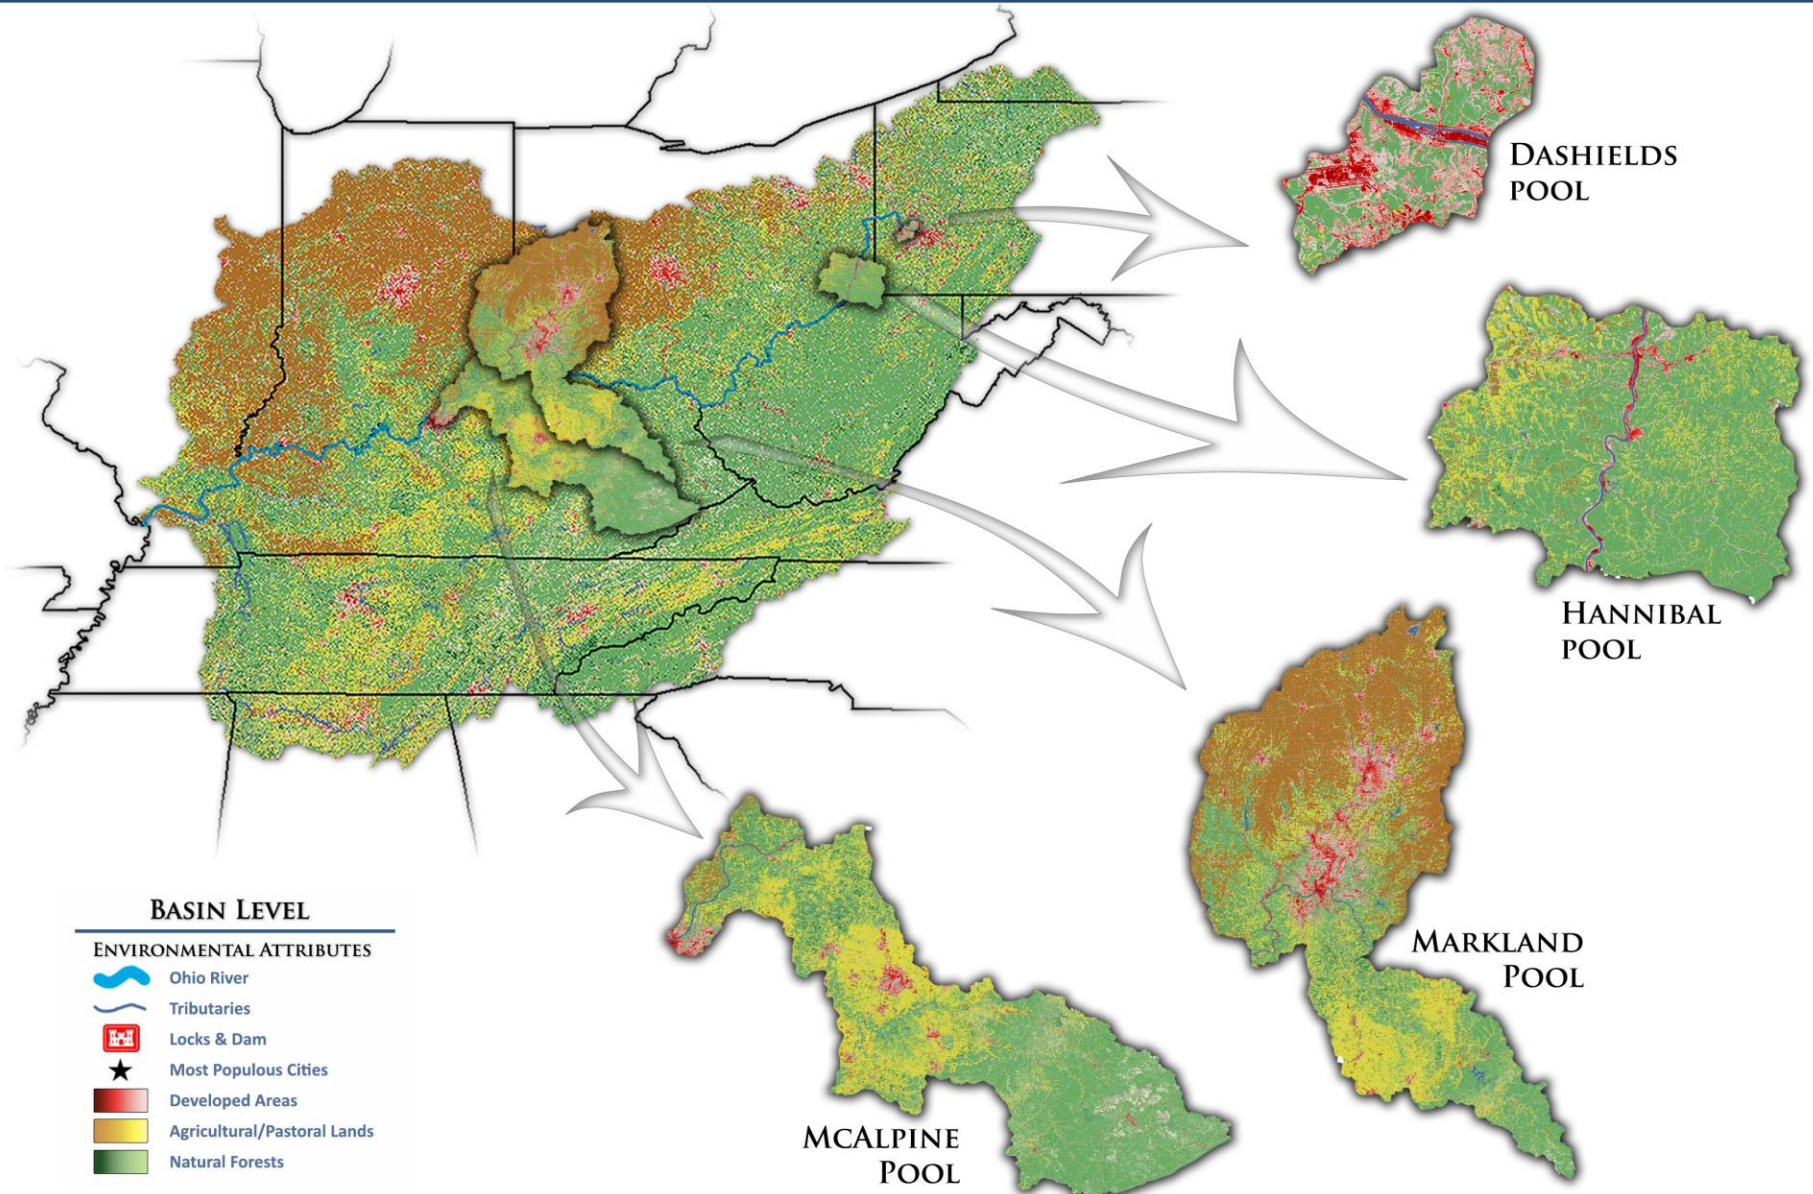 DASHIELDS
POOL
HANNIBAL
POOL
MARKLAND
POOL
MCALPINE
POOL
BASIN LEVEL
ENVIRONMENTAL ATTRIBUTES
Ohio River
Tributaries
Locks & Dam
Most Populous Cities
Developed Areas
Agricultural/Pastoral Lands
Natural Forests